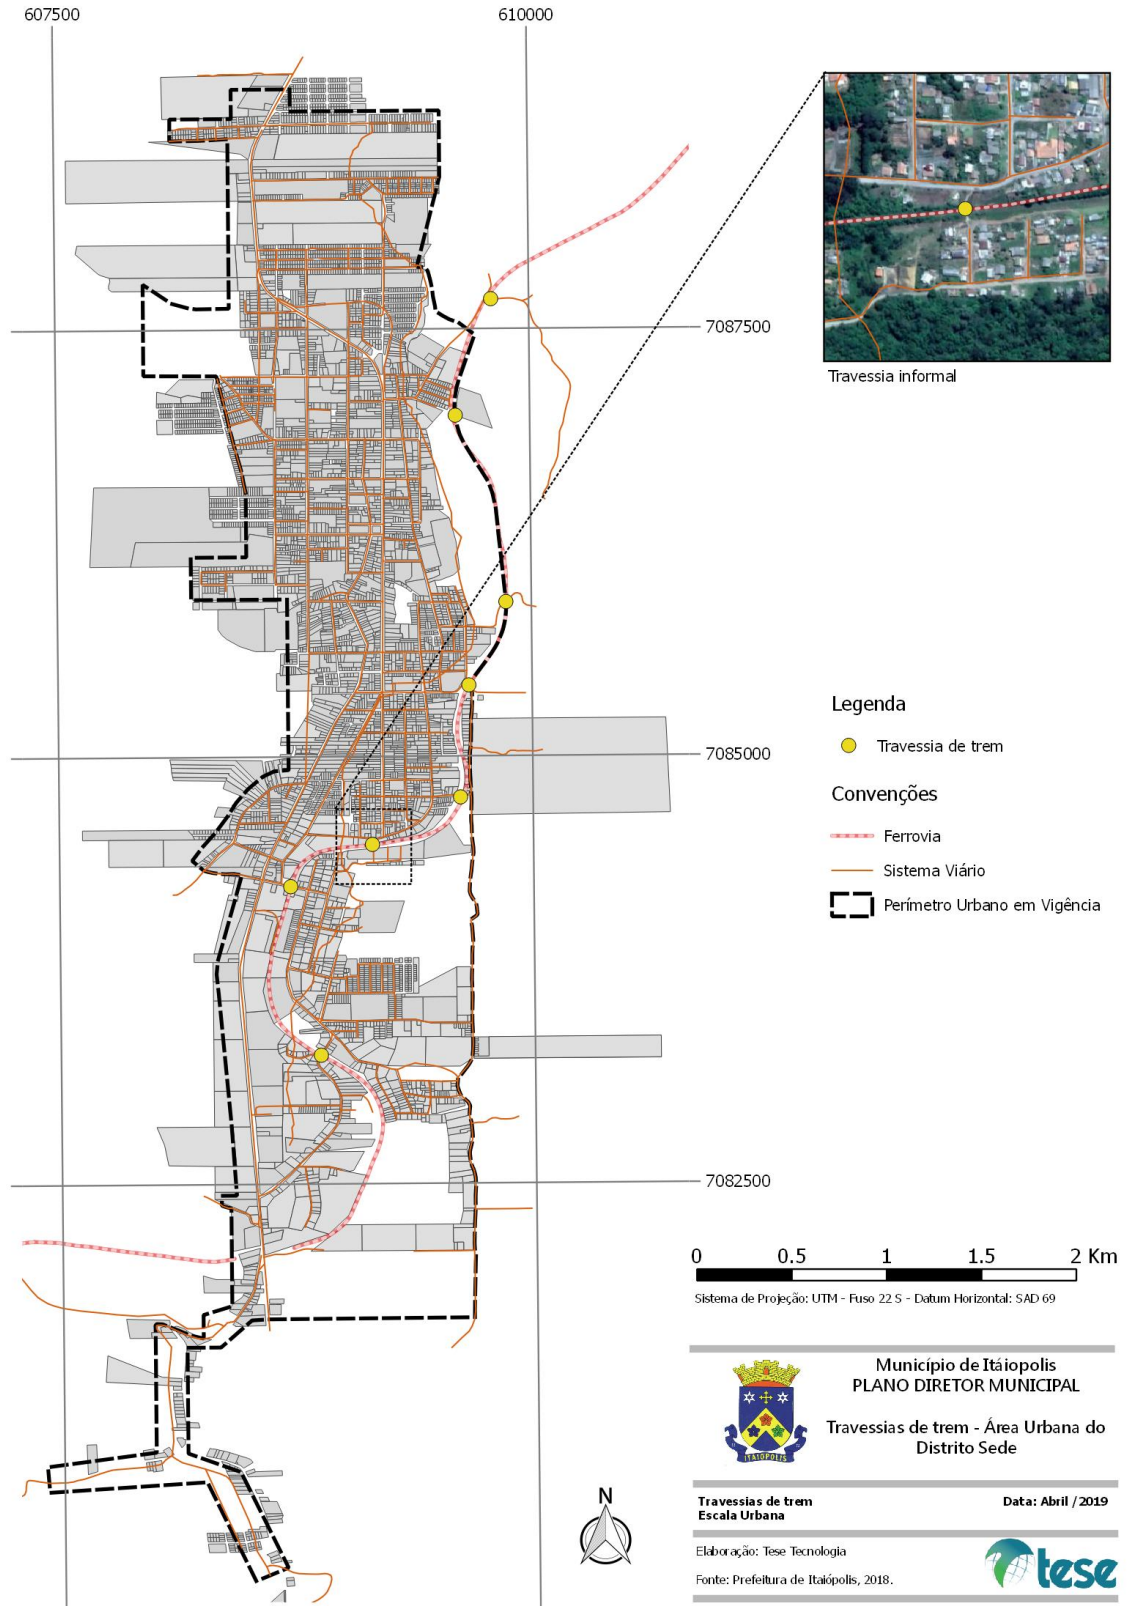 607500
610000
Travessia informal
7087500
Legenda
Travessia de trem
7085000
Convenções
Ferrovia
Sistema Viário
Perímetro Urbano em Vigência
7082500
0 0.5 1 1.5 2 Km
Sistema de Projeção: UTM - Fuso 22 S - Datum Horizontal: SAD 69
Município de Itáiopolis
PLANO DIRETOR MUNICIPAL
Travessias de trem - Área Urbana do
Distrito Sede
ITAIOPOLIS
N
Travessias de trem
Escala Urbana
Data: Abril /2019
Elaboração: Tese Tecnologia
Fonte: Prefeitura de Itaiópolis, 2018.
tese